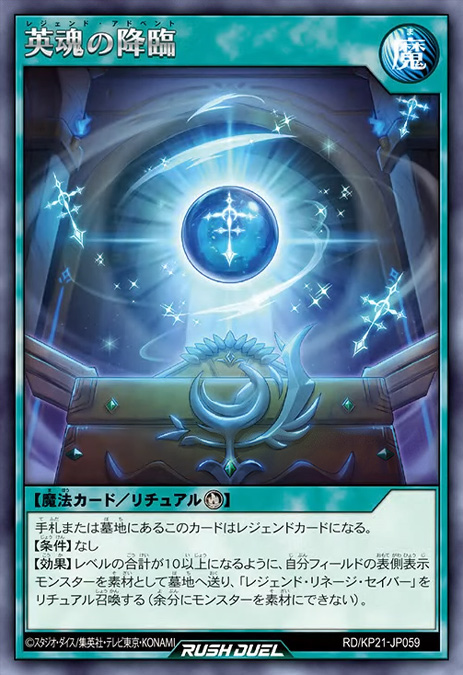 レジェンド・アドベント
英魂の降臨
ま
魔
【魔法カード／リチュアル】
手札または墓地にあるこのカードはレジェンドカードになる。
【条件】なし
【効果】レベルの合計が10以上になるように、自分フィールドの表側表示
モンスターを素材として墓地へ送り、「レジェンド・リネージ・セイバー」を
リチュアル召喚する（余分にモンスターを素材にできない）。
©スタジオ・ダイス/集英社・テレビ東京・KONAMI
RUSH DUEL
RD/KP21-JP059